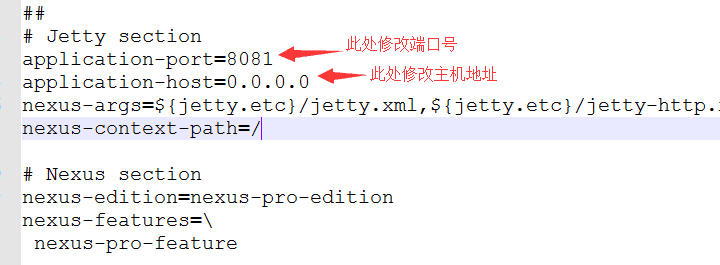 ##
# Jetty section
application-port=8081 此处修改端口号
application-host=0.0.0.0 此处修改主机地址
nexus-args=${jetty.etc}/jetty.xml,${jetty.etc}/jetty-http.
nexus-context-path=/
# Nexus section
nexus-edition=nexus-pro-edition
nexus-features=\
nexus-pro-feature